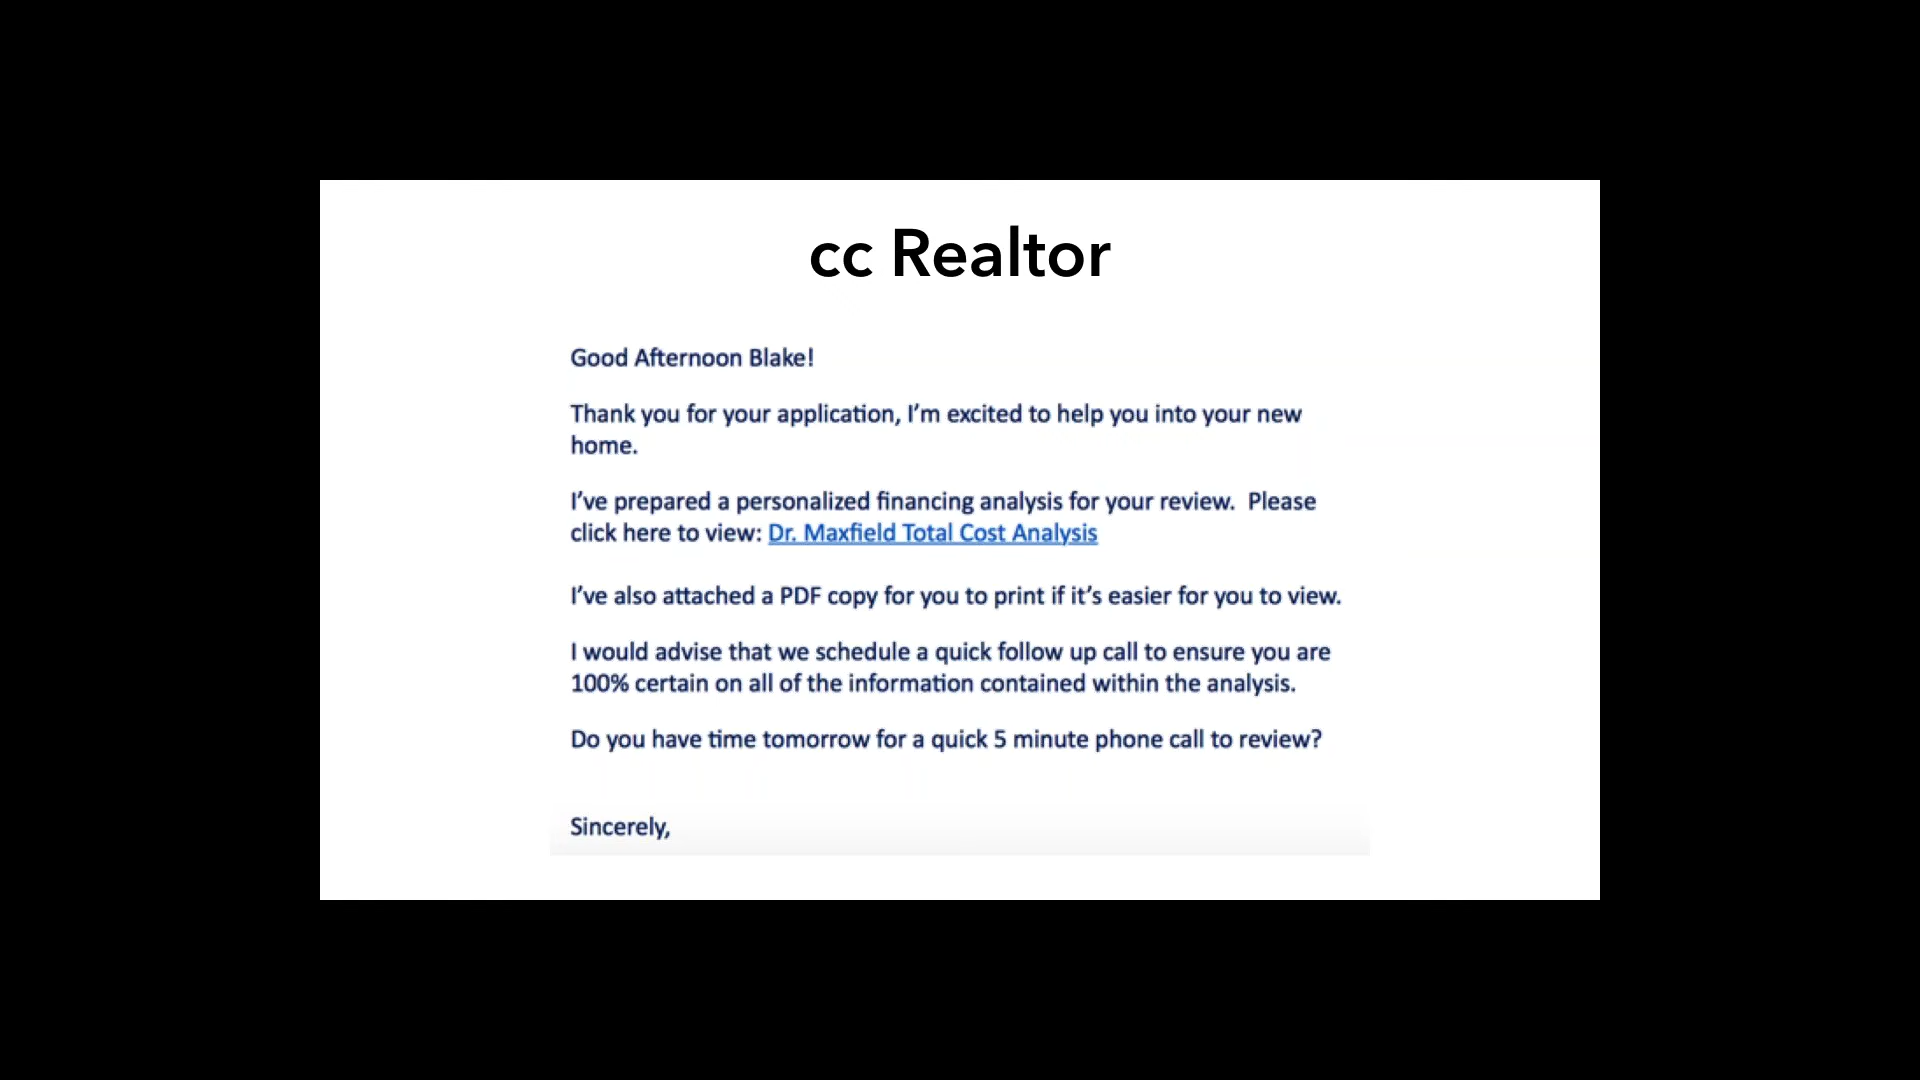 cc Realtor
Good Afternoon Blake!
Thank you for your application, I’m excited to help you into your new
home.
I’ve prepared a personalized financing analysis for your review.  Please
click here to view: Dr. Maxfield Total Cost Analysis
I’ve also attached a PDF copy for you to print if it’s easier for you to view.
I would advise that we schedule a quick follow up call to ensure you are
100% certain on all of the information contained within the analysis.
Do you have time tomorrow for a quick 5 minute phone call to review?
Sincerely,